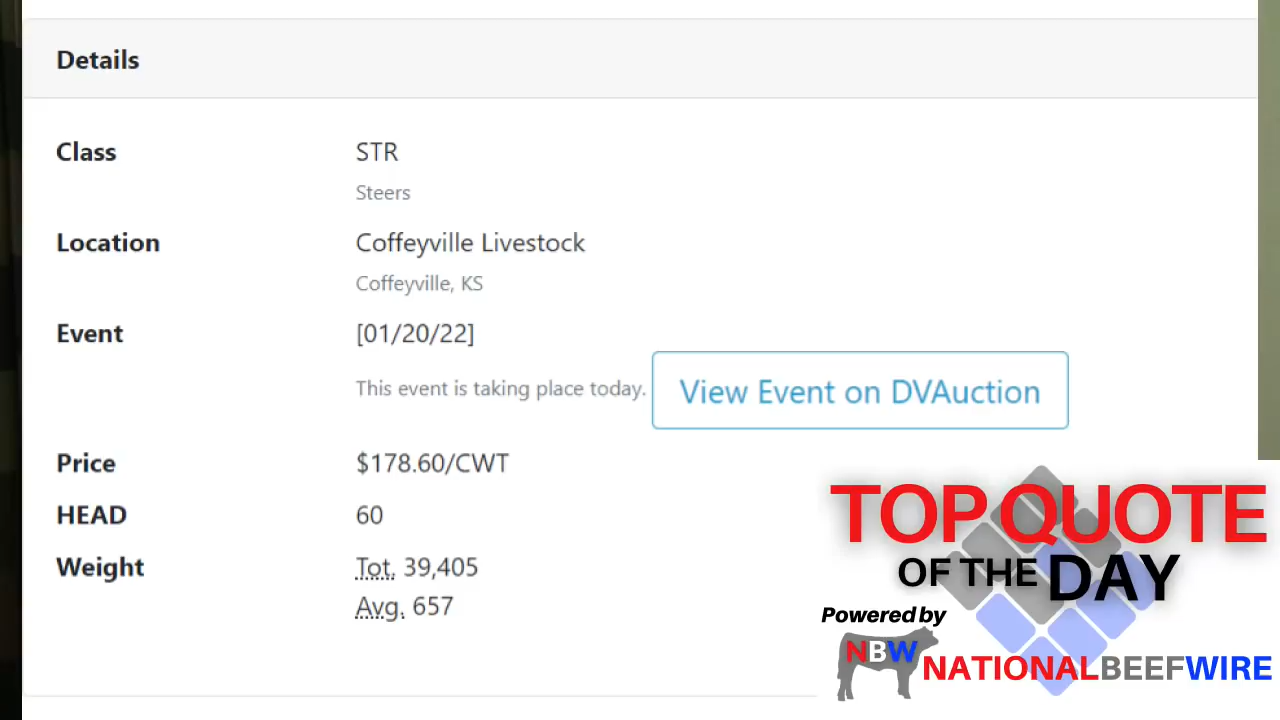 Details
Class STR
Steers
Location Coffeyville Livestock
Coffeyville, KS
Event [01/20/22]
This event is taking place today. View Event on DVAuction
Price $178.60/CWT
HEAD 60
Weight Tot. 39,405
Avg. 657
TOP QUOTE
OF THE DAY
Powered by
NBW
NATIONALBEEFWIRE